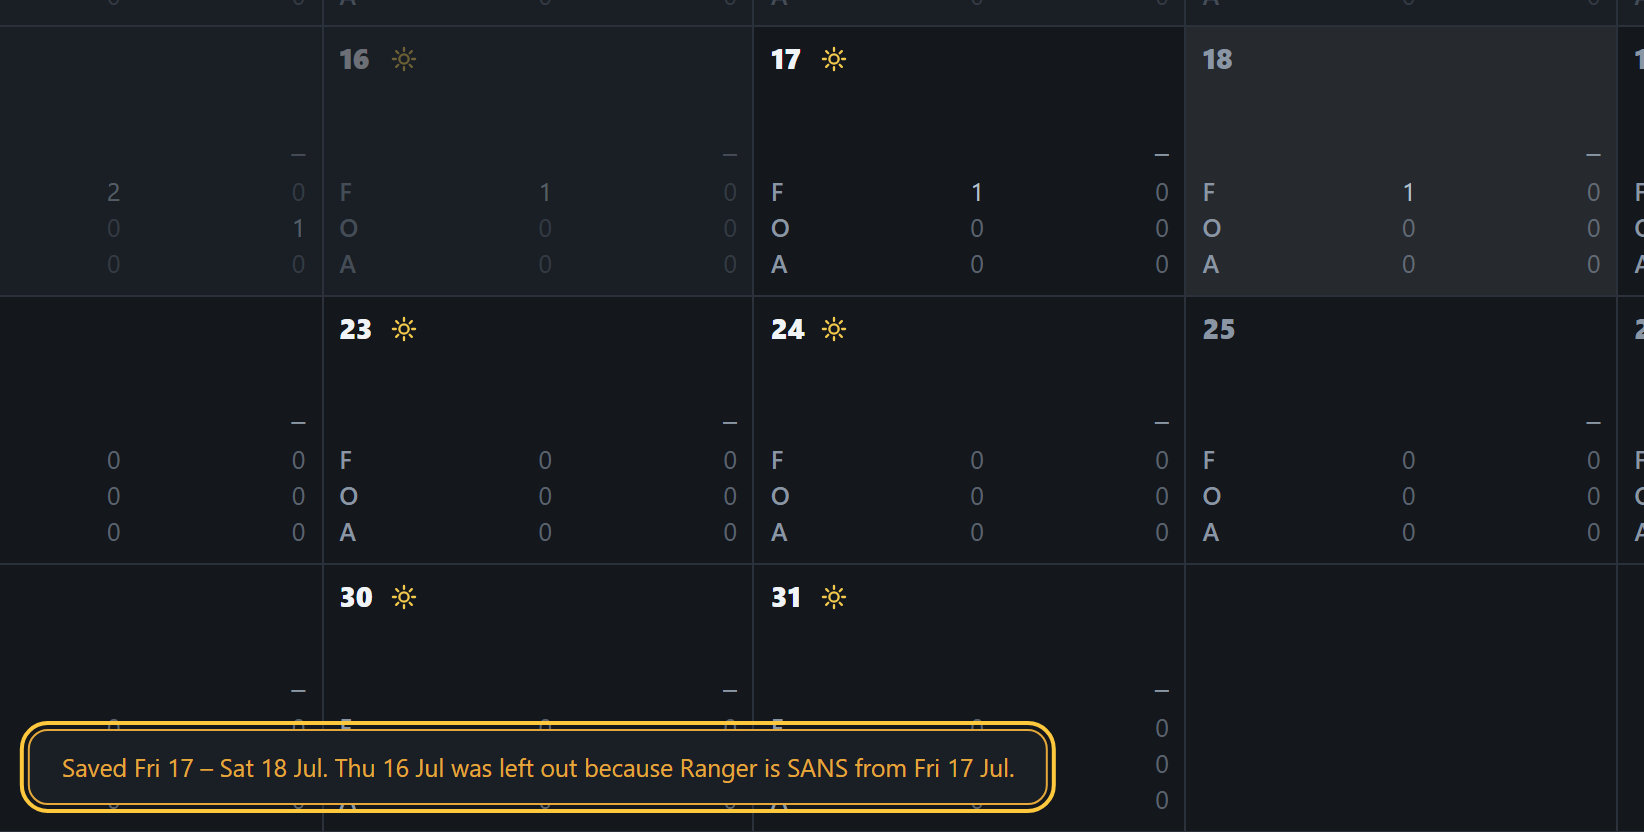 16 17 18
– – –
2 0 F 1 0 F 1 0 F 1 0
0 1 O 0 0 O 0 0 O 0 0
0 0 A 0 0 A 0 0 A 0 0
23 24 25
– – – –
0 0 F 0 0 F 0 0 F 0 0
0 0 O 0 0 O 0 0 O 0 0
0 0 A 0 0 A 0 0 A 0 0
30 31
– – –
0
Saved Fri 17 – Sat 18 Jul. Thu 16 Jul was left out because Ranger is SANS from Fri 17 Jul.
0
0